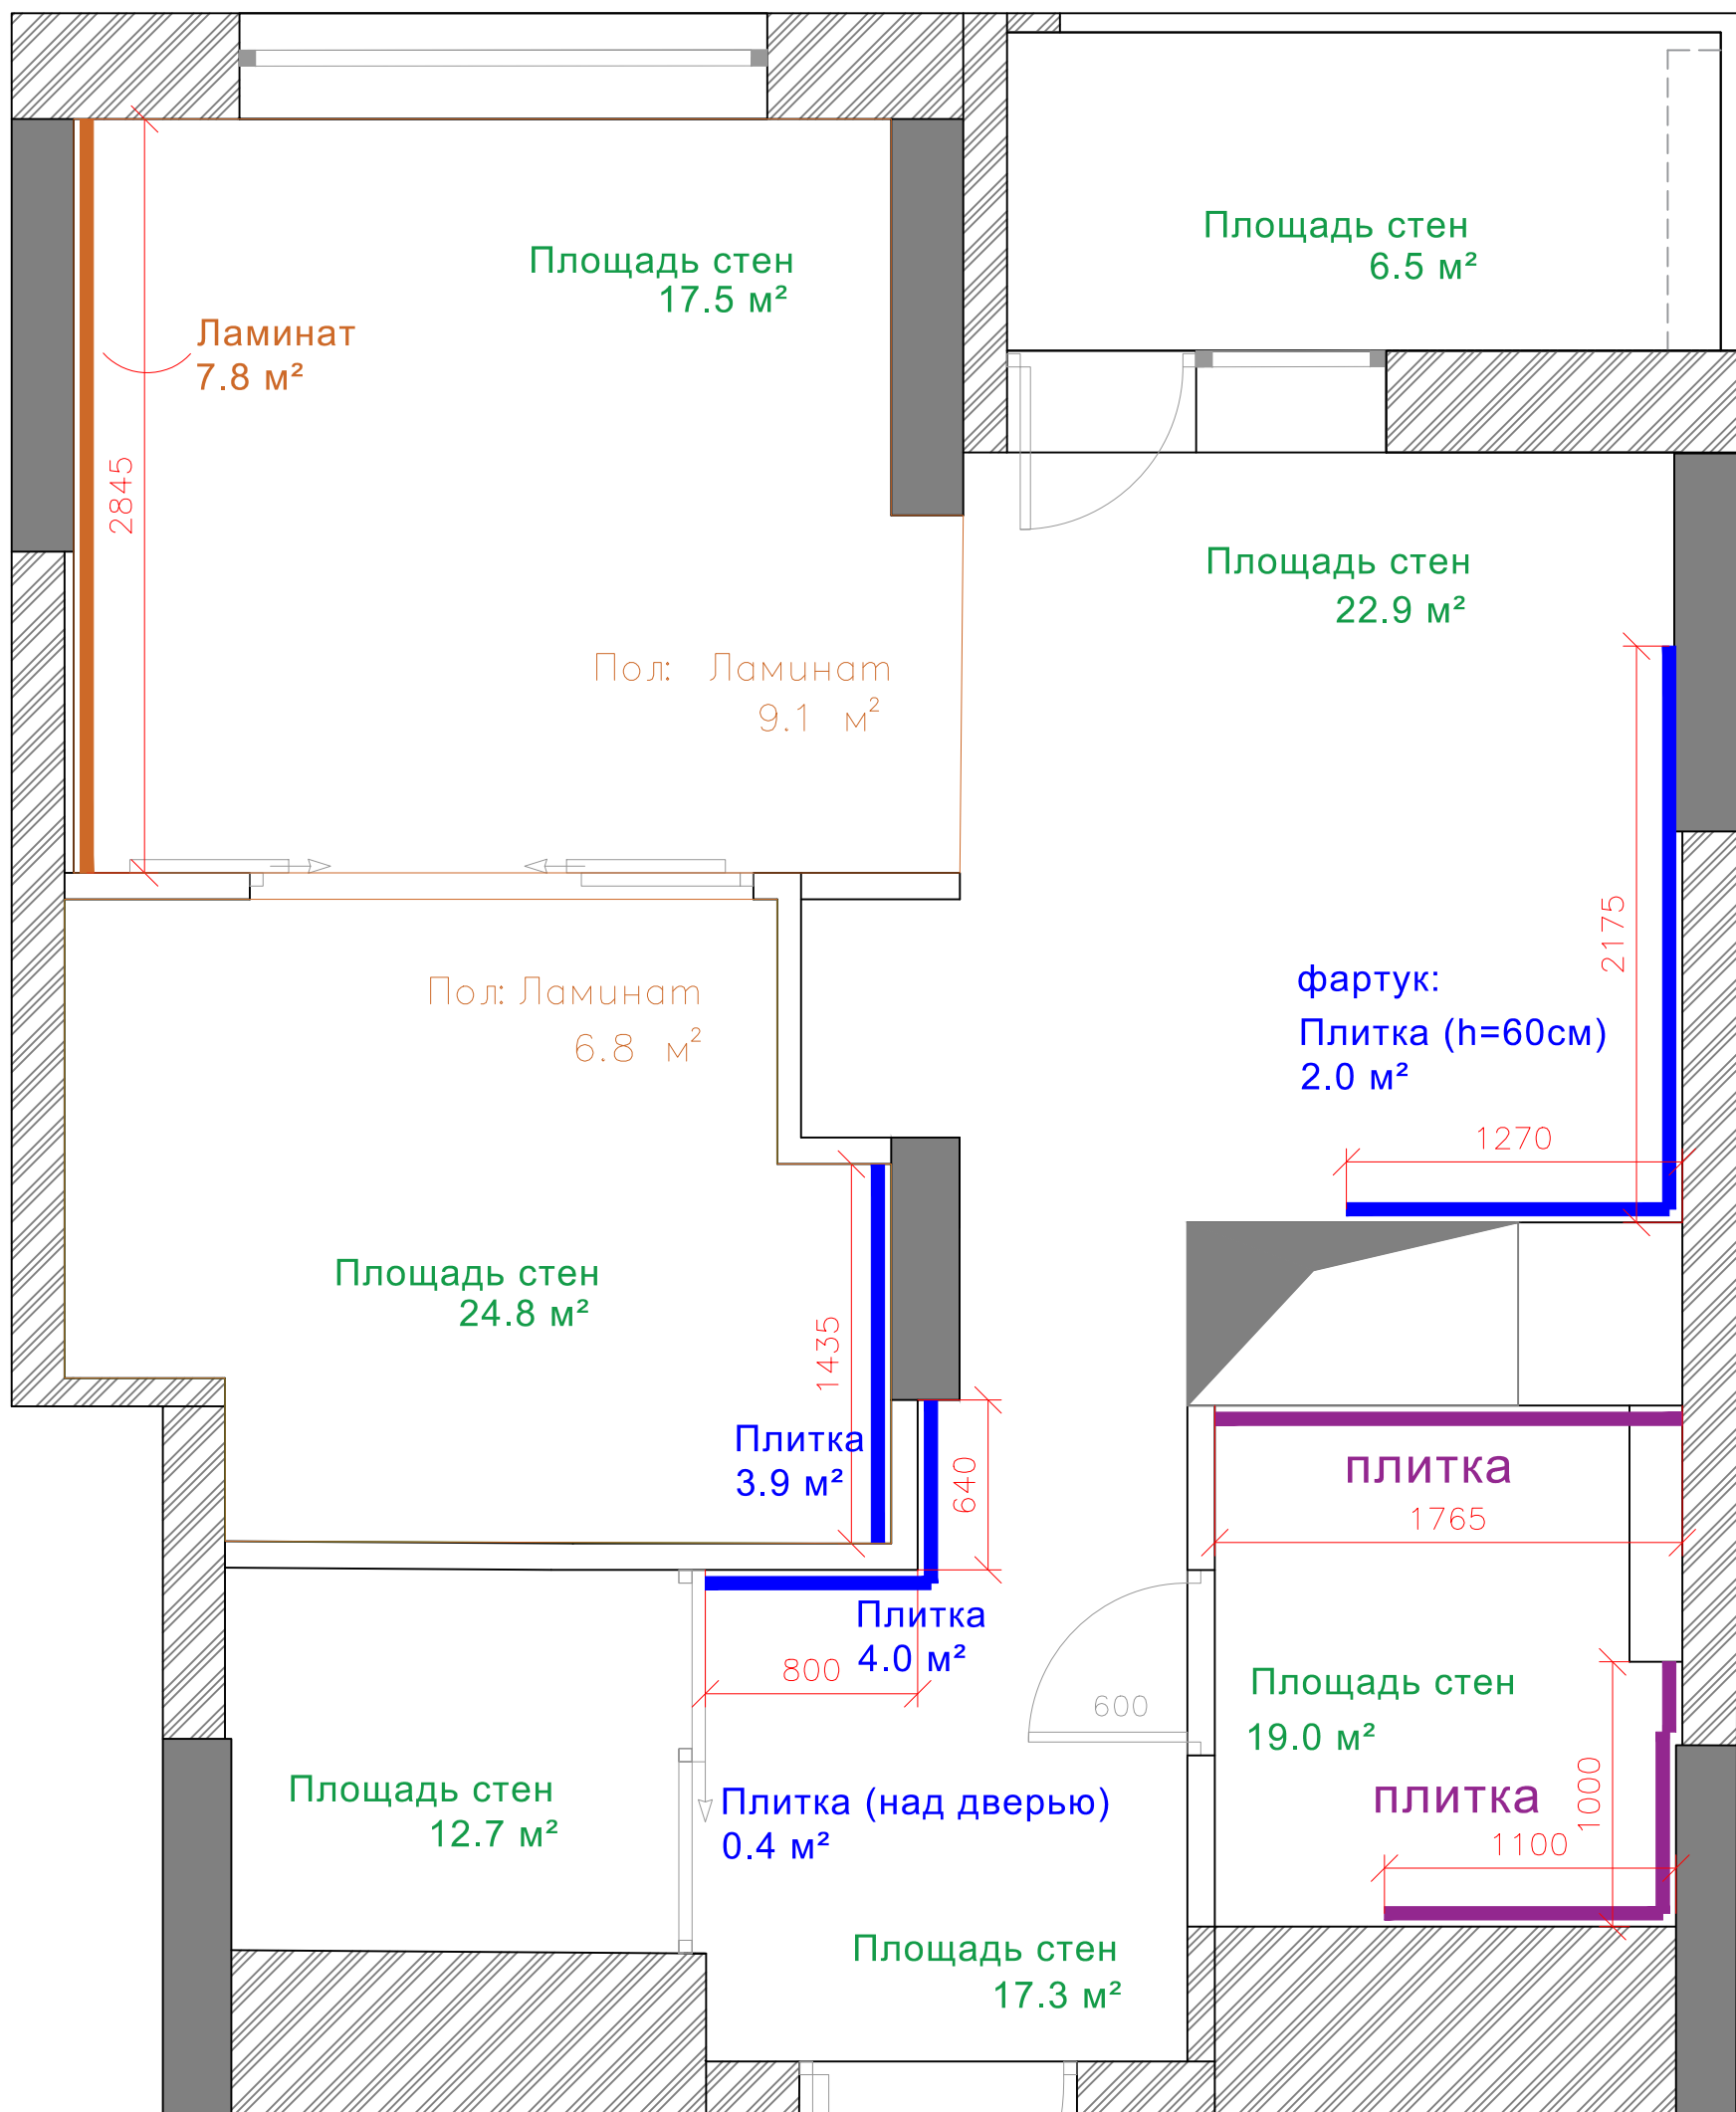 Площадь стен
6.5 м²
Площадь стен
17.5 м²
Ламинат
7.8 м²
2845
Площадь стен
22.9 м²
Пол: Ламинат
9.1 м²
2175
фартук:
Плитка (h=60см)
2.0 м²
1270
Пол: Ламинат
6.8 м²
Площадь стен
24.8 м²
1435
Плитка
3.9 м²
640
плитка
1765
Плитка
4.0 м²
800
600
Площадь стен
19.0 м²
Площадь стен
12.7 м²
Плитка (над дверью)
0.4 м²
плитка
1000
1100
Площадь стен
17.3 м²